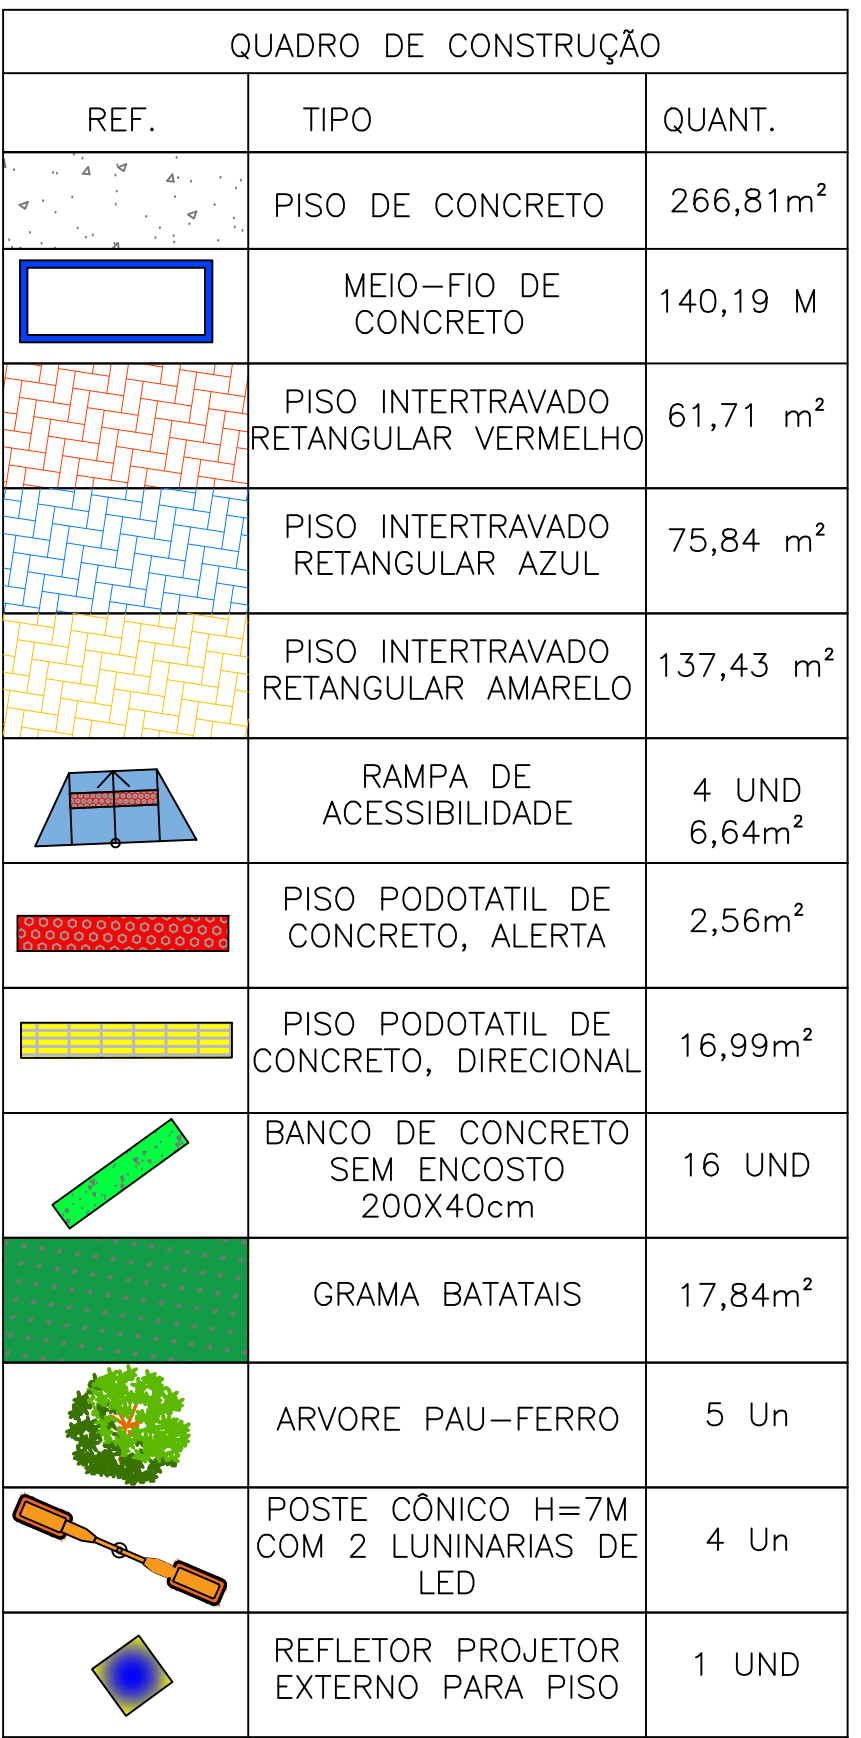 QUADRO DE CONSTRUÇÃO
REF. TIPO QUANT.
PISO DE CONCRETO 266,81m²
MEIO-FIO DE
CONCRETO
140,19 M
PISO INTERTRAVADO
RETANGULAR VERMELHO
61,71 m²
PISO INTERTRAVADO
RETANGULAR AZUL
75,84 m²
PISO INTERTRAVADO
RETANGULAR AMARELO
137,43 m²
RAMPA DE
ACESSIBILIDADE
4 UND
6,64m²
PISO PODOTATIL DE
CONCRETO, ALERTA
2,56m²
PISO PODOTATIL DE
CONCRETO, DIRECIONAL
16,99m²
BANCO DE CONCRETO
SEM ENCOSTO
200X40cm
16 UND
GRAMA BATATAIS 17,84m²
ARVORE PAU-FERRO 5 Un
POSTE CÔNICO H=7M
COM 2 LUNINARIAS DE
LED
4 Un
REFLETOR PROJETOR
EXTERNO PARA PISO
1 UND